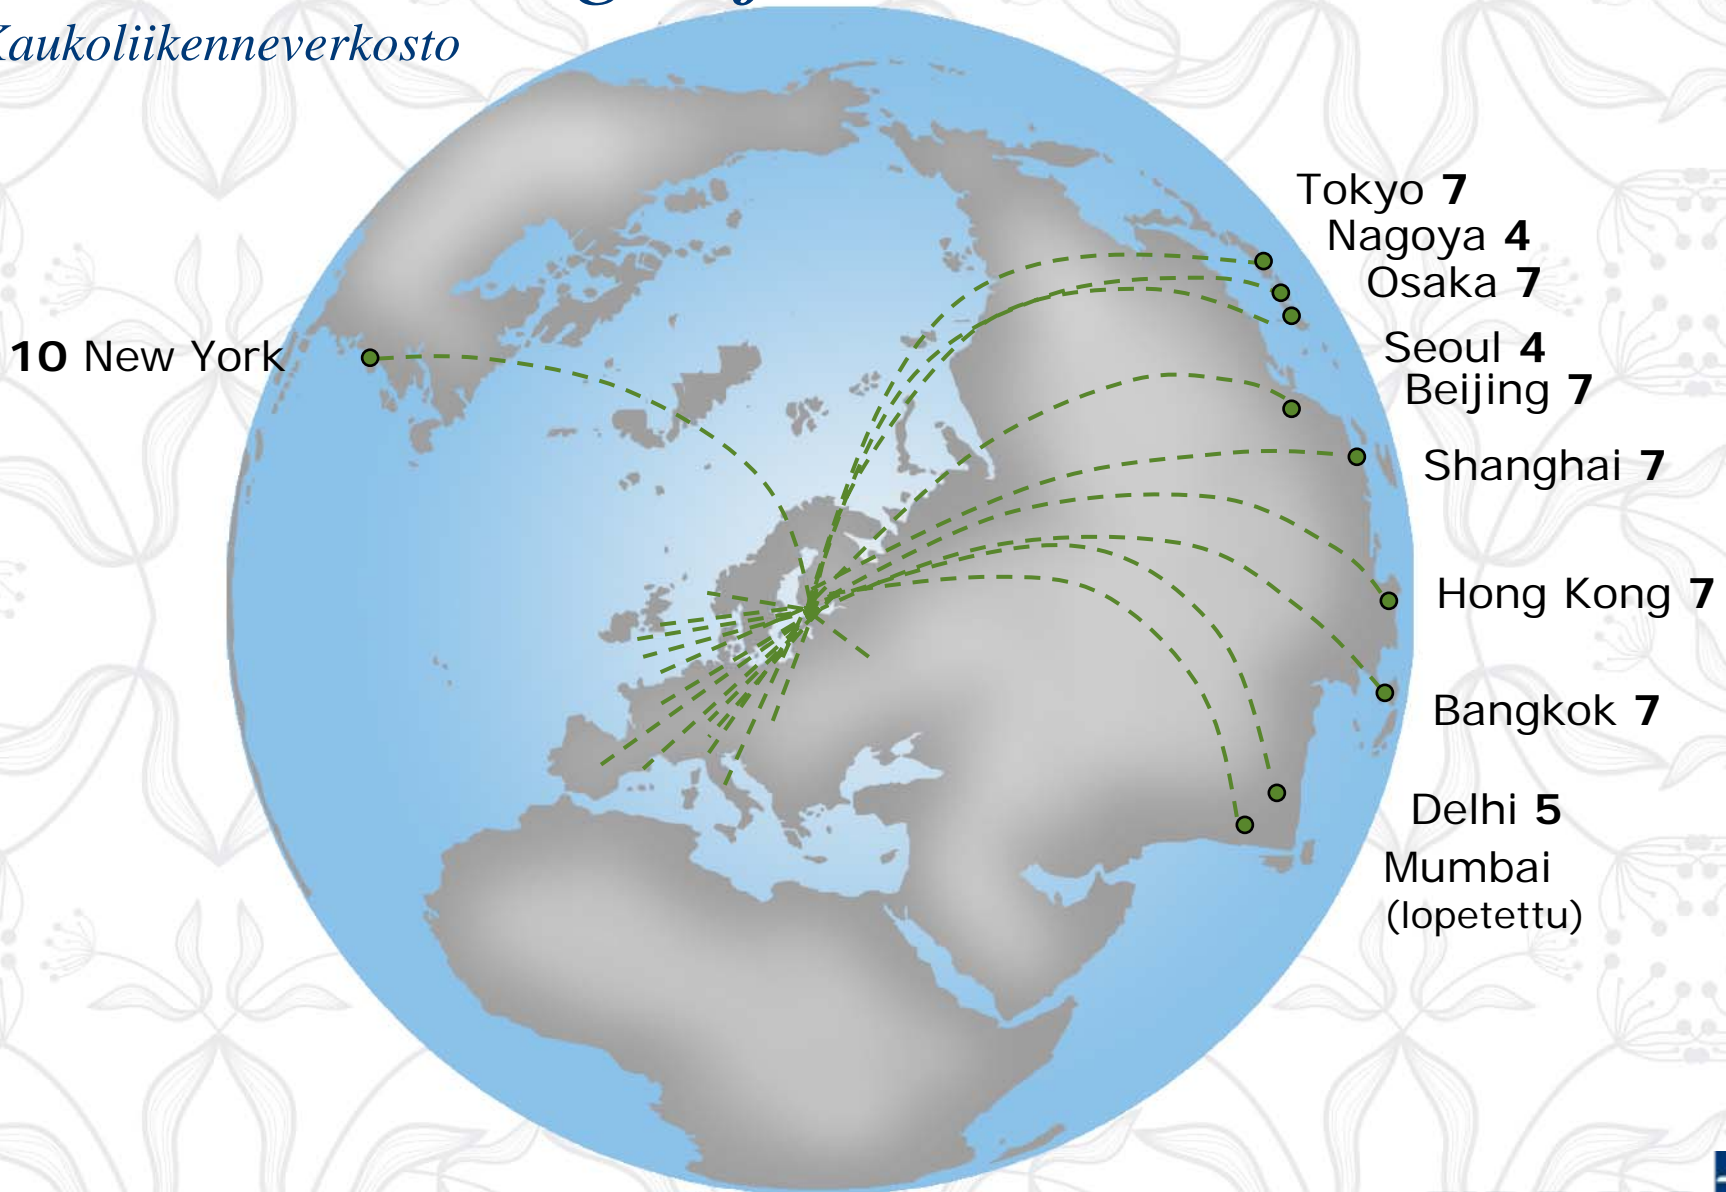 Kaukoliikenneverkosto
Tokyo 7
Nagoya 4
Osaka 7
10 New York
Seoul 4
Beijing 7
Shanghai 7
Hong Kong 7
Bangkok 7
Delhi 5
Mumbai
(lopetettu)